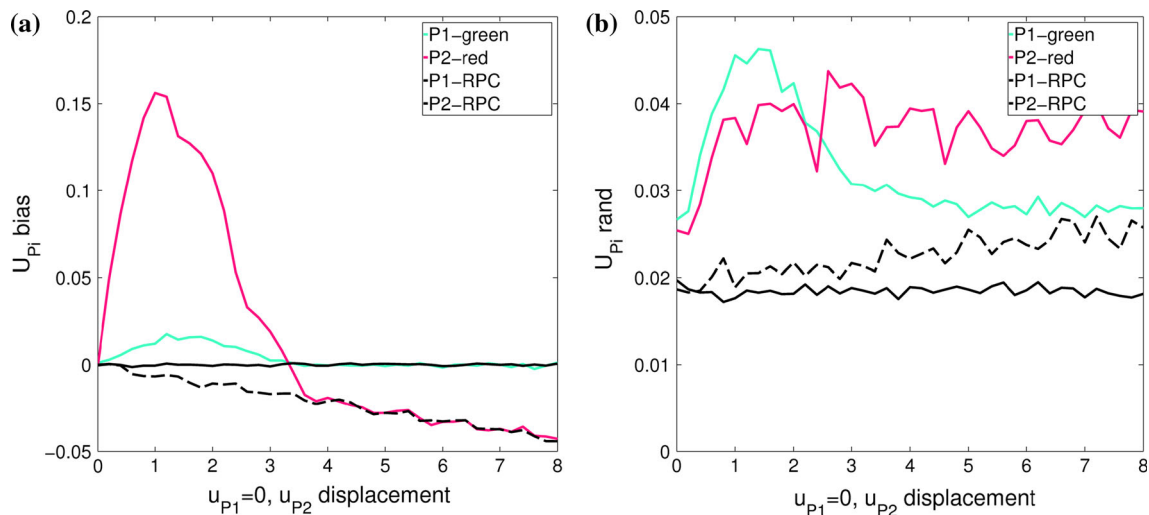 (a)
0.2
0.15
0.1
0.05
0
−0.05
U_Pi bias
P1−green
P2−red
P1−RPC
P2−RPC
0 1 2 3 4 5 6 7 8
u_P1=0, u_P2 displacement
(b)
0.05
0.04
0.03
0.02
0.01
0
U_Pi rand
P1−green
P2−red
P1−RPC
P2−RPC
0 1 2 3 4 5 6 7 8
u_P1=0, u_P2 displacement